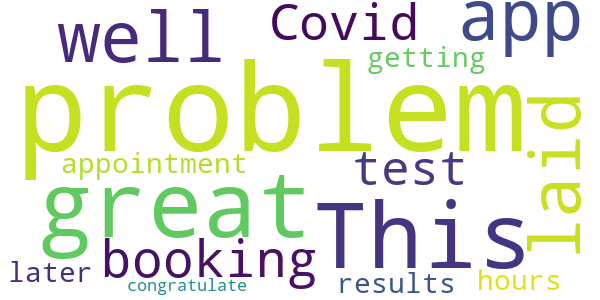 well Covid app
getting
problem
appointment test laid
great This
booking
later results hours
congratulate